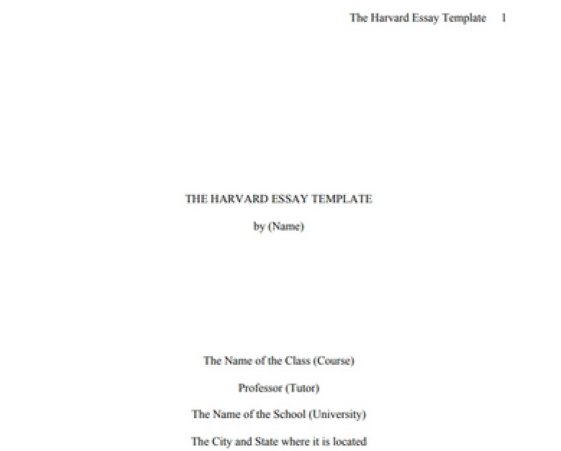 The Harvard Essay Template 1
THE HARVARD ESSAY TEMPLATE
by (Name)
The Name of the Class (Course)
Professor (Tutor)
The Name of the School (University)
The City and State where it is located